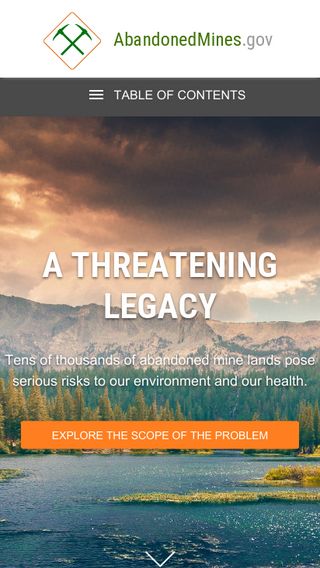 AbandonedMines.gov
TABLE OF CONTENTS
A THREATENING
LEGACY
Tens of thousands of abandoned mine lands pose
serious risks to our environment and our health.
EXPLORE THE SCOPE OF THE PROBLEM